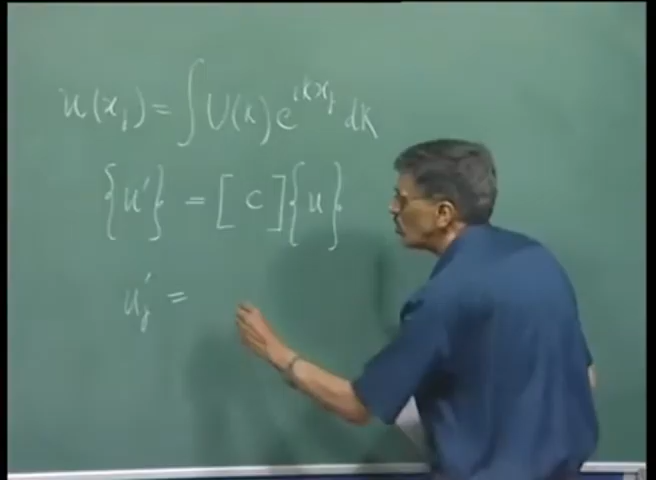 u(x_j) = ∫ U(k) e^{ikx_j} dk
{u'} = [C]{u}
u'_j =